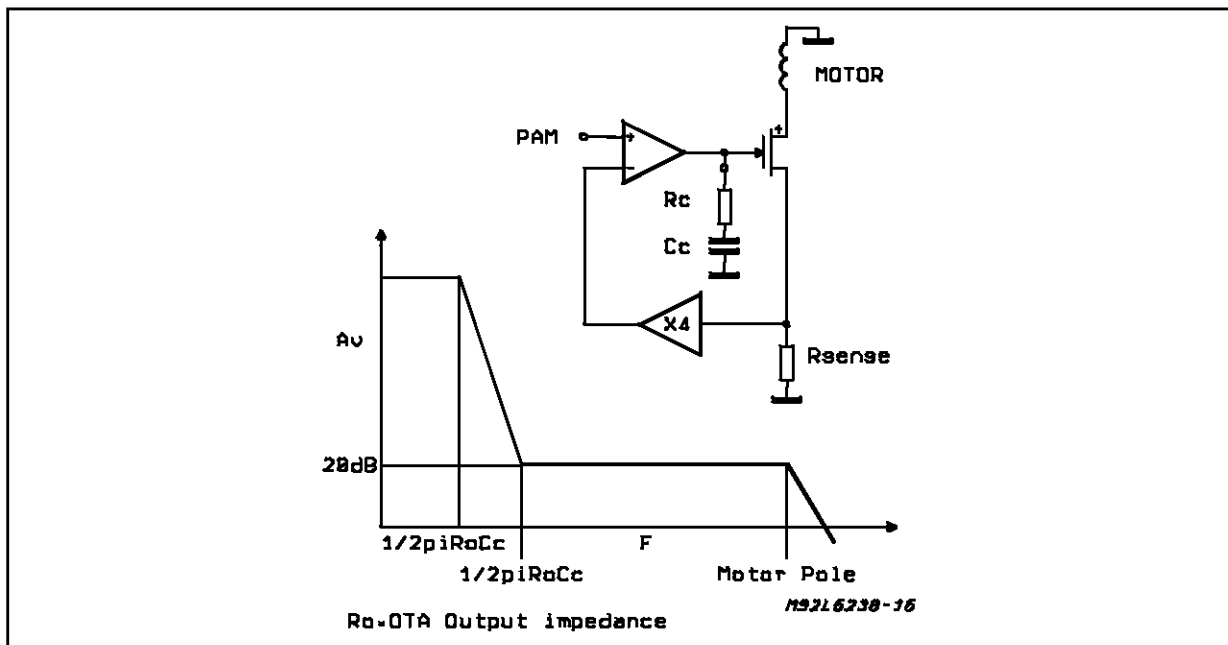 MOTOR
PAM
Rc
Cc
X4
Rsense
Av
20dB
1/2piRoCc
F
1/2piRoCc
Motor Pole
M92L6238-16
Ro=OTA Output impedance